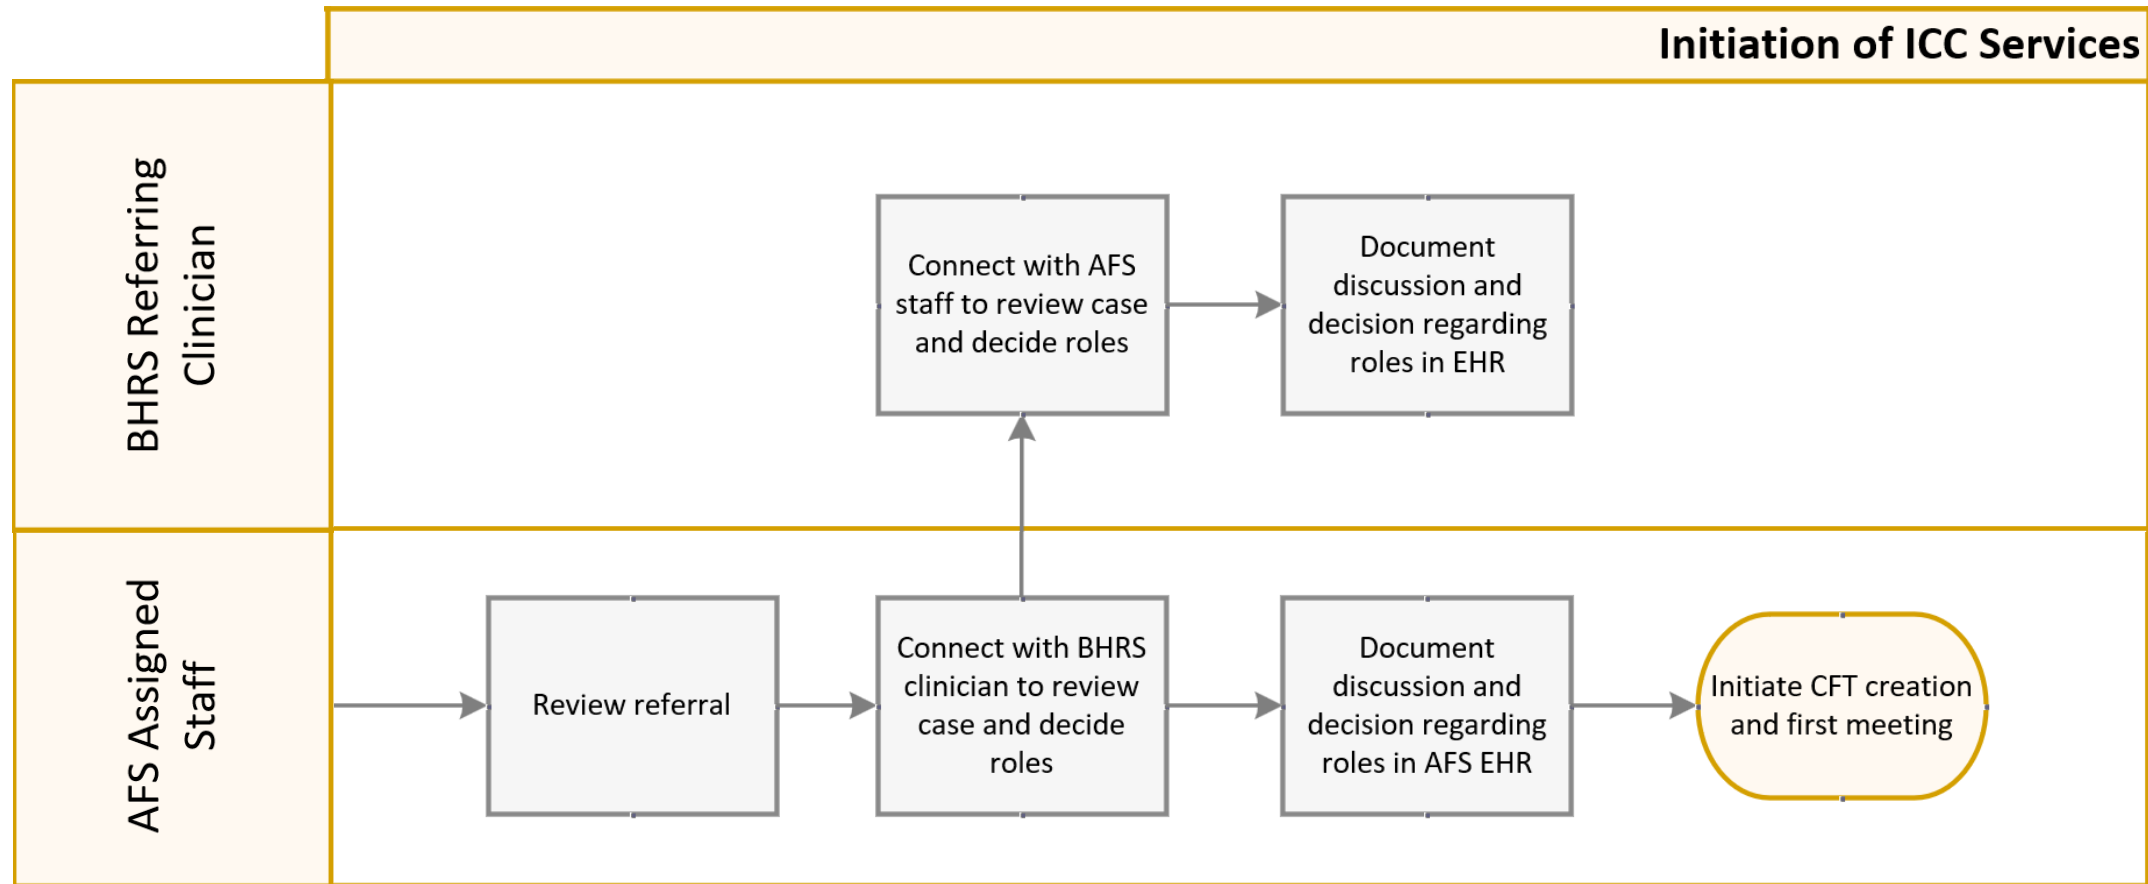 Initiation of ICC Services
BHRS Referring
Clinician
Connect with AFS
staff to review case
and decide roles
Document
discussion and
decision regarding
roles in EHR
AFS Assigned
Staff
Review referral
Connect with BHRS
clinician to review
case and decide
roles
Document
discussion and
decision regarding
roles in AFS EHR
Initiate CFT creation
and first meeting